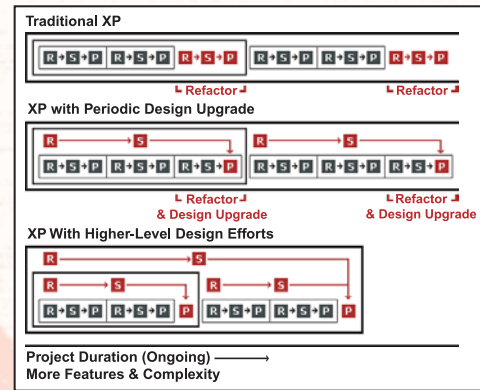 Traditional XP
R→S→P R→S→P R→S→P R→S→P R→S→P R→S→P
Refactor Refactor
XP with Periodic Design Upgrade
R S R S
R→S→P R→S→P R→S→P R→S→P R→S→P R→S→P
Refactor Refactor
& Design Upgrade & Design Upgrade
XP With Higher-Level Design Efforts
R S
R S R S
R→S→P R→S→P P R→S→P R→S→P P
Project Duration (Ongoing) →
More Features & Complexity